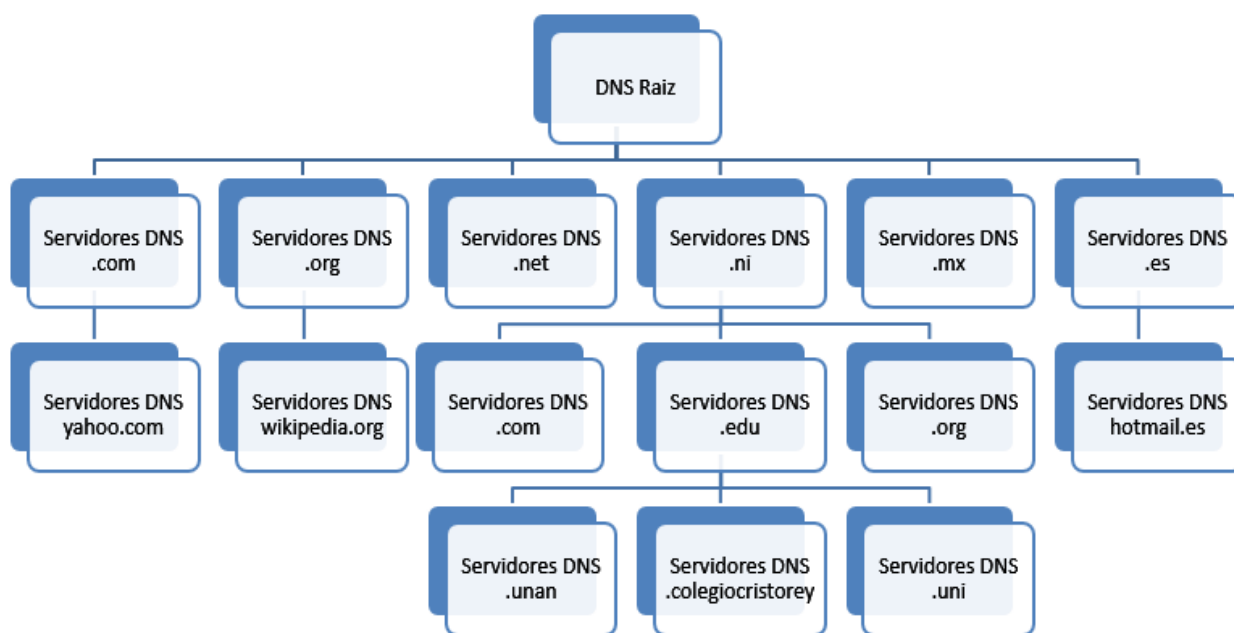 DNS Raiz
Servidores DNS
.com
Servidores DNS
.org
Servidores DNS
.net
Servidores DNS
.ni
Servidores DNS
.mx
Servidores DNS
.es
Servidores DNS
yahoo.com
Servidores DNS
wikipedia.org
Servidores DNS
.com
Servidores DNS
.edu
Servidores DNS
.org
Servidores DNS
hotmail.es
Servidores DNS
.unan
Servidores DNS
.colegiocristorey
Servidores DNS
.uni